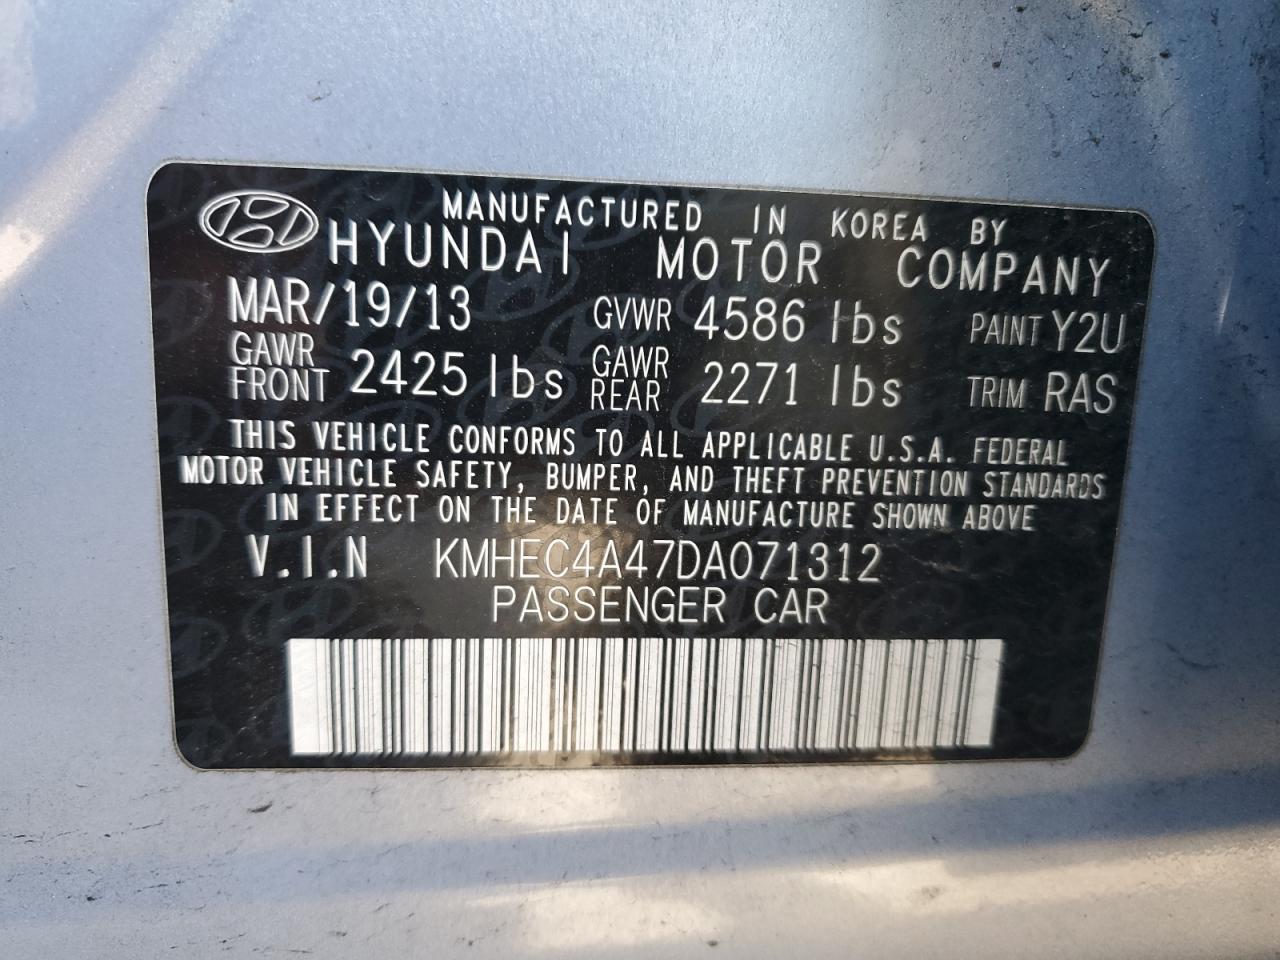 MANUFACTURED IN KOREA BY
HYUNDAI MOTOR COMPANY
MAR/19/13 GVWR 4586 lbs PAINT Y2U
GAWR FRONT 2425 lbs GAWR REAR 2271 lbs TRIM RAS
THIS VEHICLE CONFORMS TO ALL APPLICABLE U.S.A. FEDERAL
MOTOR VEHICLE SAFETY, BUMPER, AND THEFT PREVENTION STANDARDS
IN EFFECT ON THE DATE OF MANUFACTURE SHOWN ABOVE
V.I.N KMHEC4A47DA071312
PASSENGER CAR